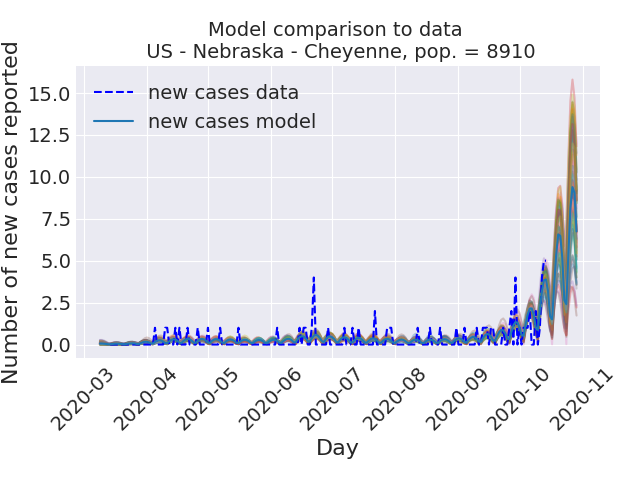 Model comparison to data
US - Nebraska - Cheyenne, pop. = 8910
Number of new cases reported
15.0
12.5
10.0
7.5
5.0
2.5
0.0
new cases data
new cases model
2020-03
2020-04
2020-05
2020-06
2020-07
2020-08
2020-09
2020-10
2020-11
Day